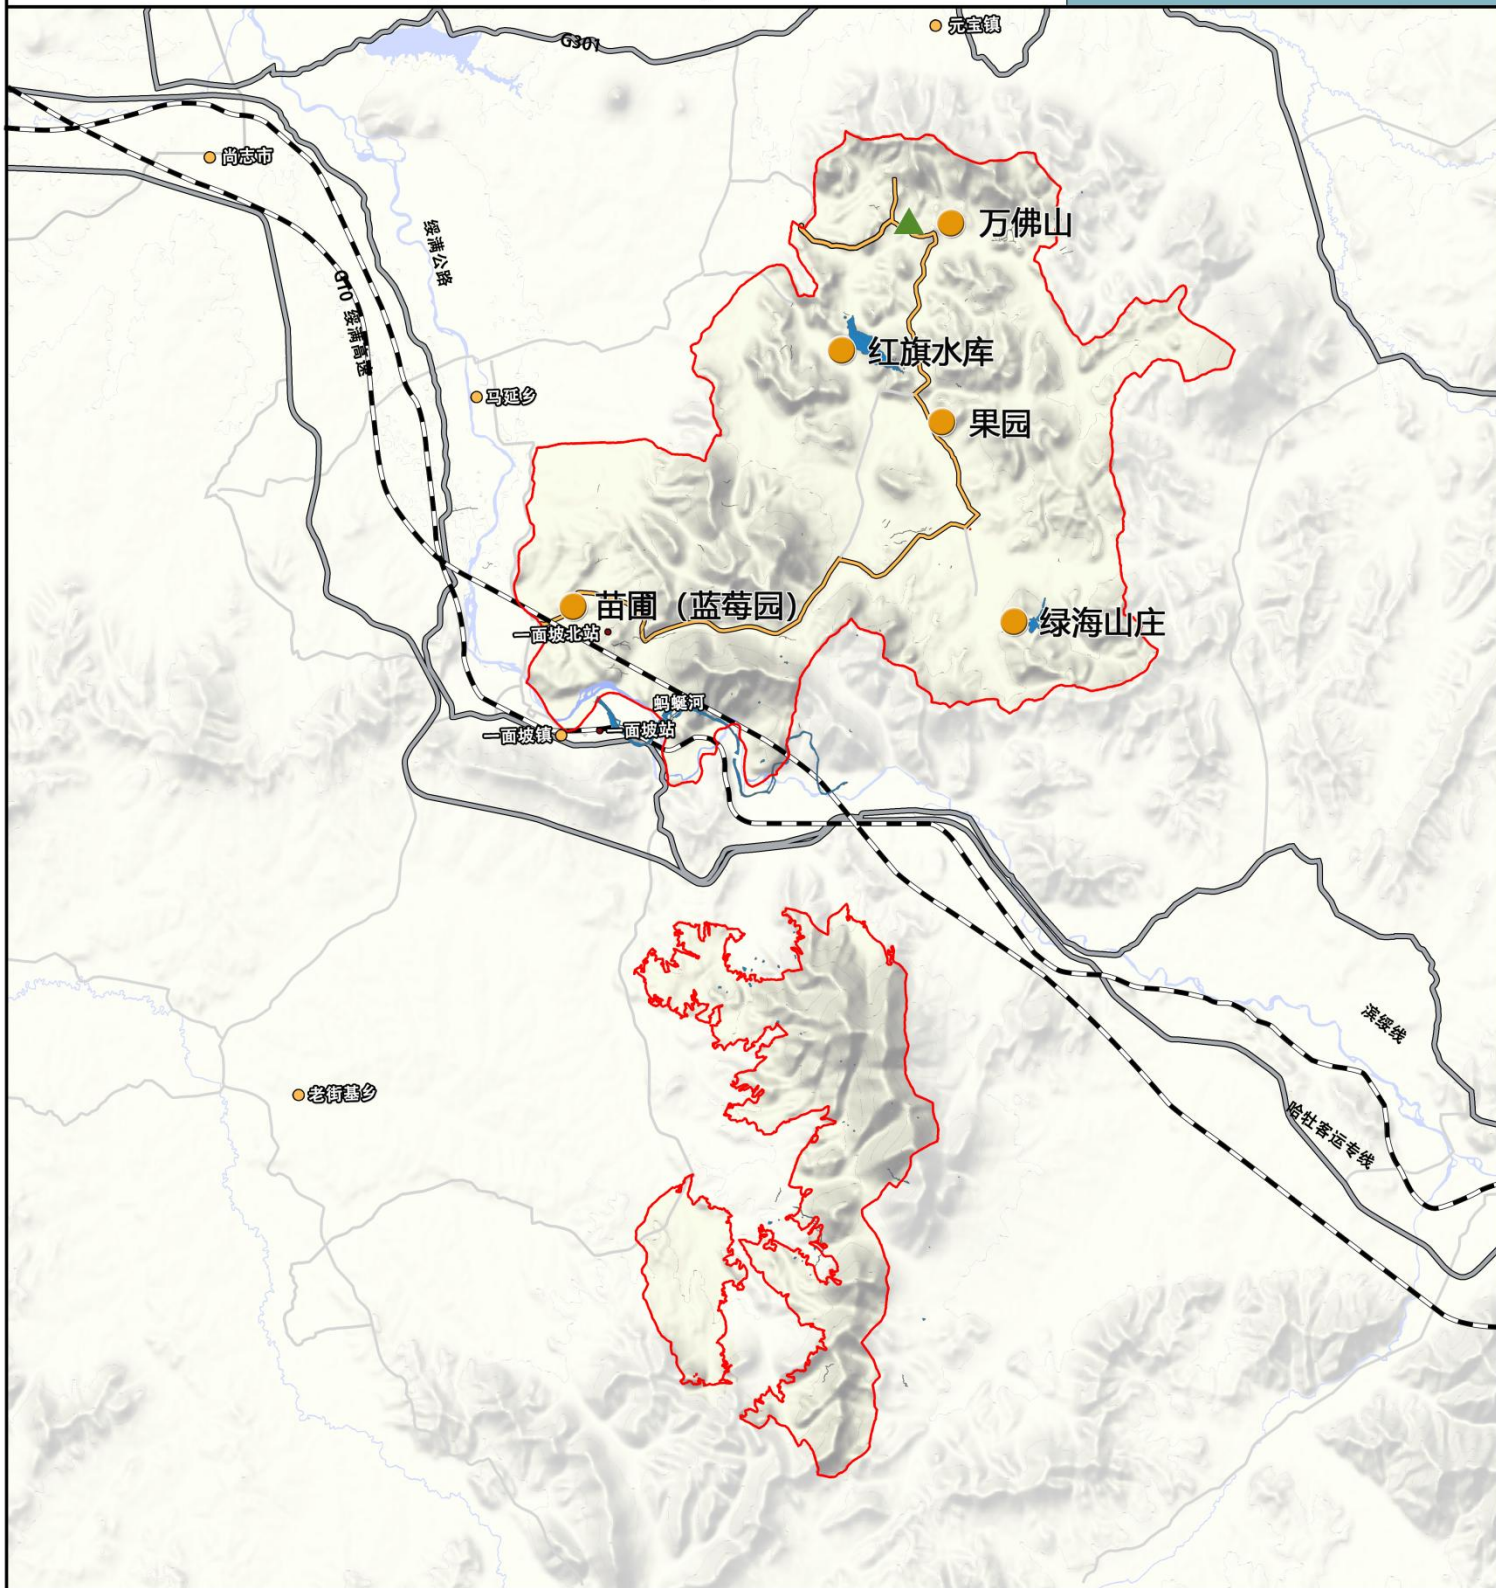 元宝镇
G301
尚志市
万佛山
绥满公路
G10 绥满高速
红旗水库
马延乡
果园
苗圃（蓝莓园）
绿海山庄
一面坡北站
蚂蜒河
一面坡镇
一面坡站
滨绥线
老街基乡
哈牡客运专线